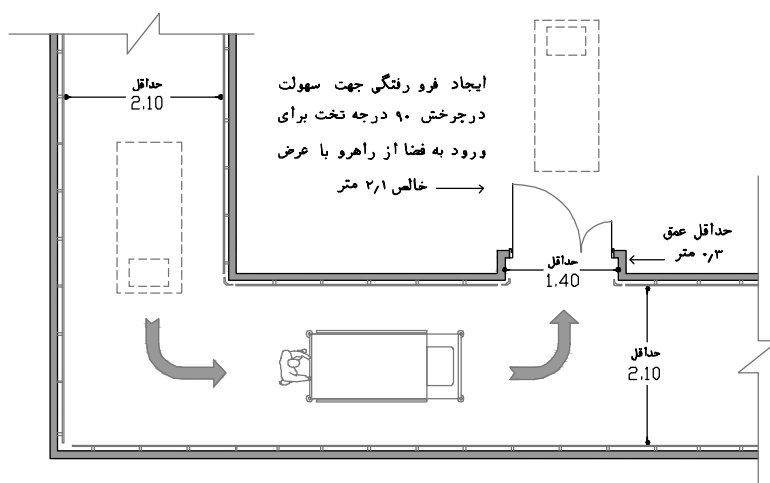 حداقل
2.10
ایجاد فرو رفتگی جهت سهولت
درچرخش ۹۰ درجه تخت برای
ورود به فضا از راهرو با عرض
خالص ۲٫۱ متر
حداقل عمق
۰٫۳ متر
حداقل
1.40
حداقل
2.10